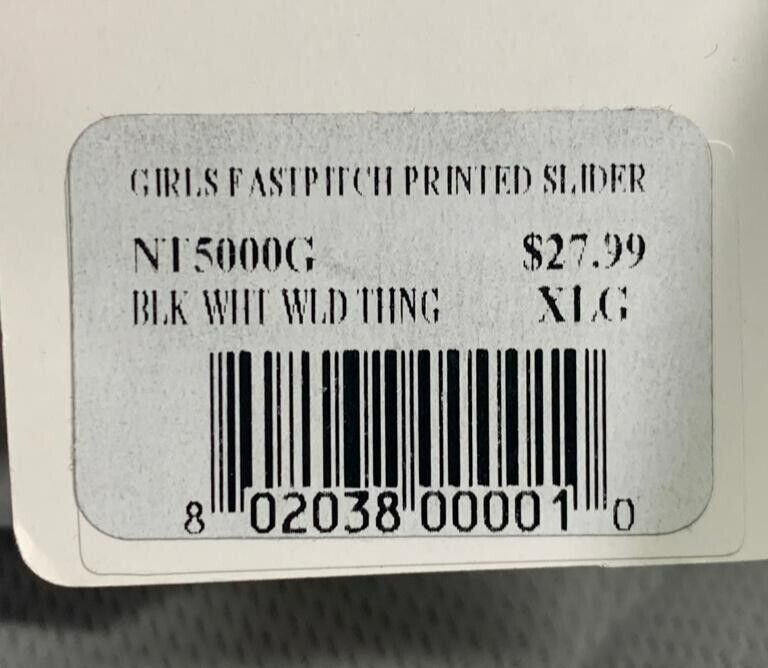 GIRLS FASTPITCH PRINTED SLIDER
NT5000G $27.99
BLK WHT WLD THNG XLG
8 02038 00001 0